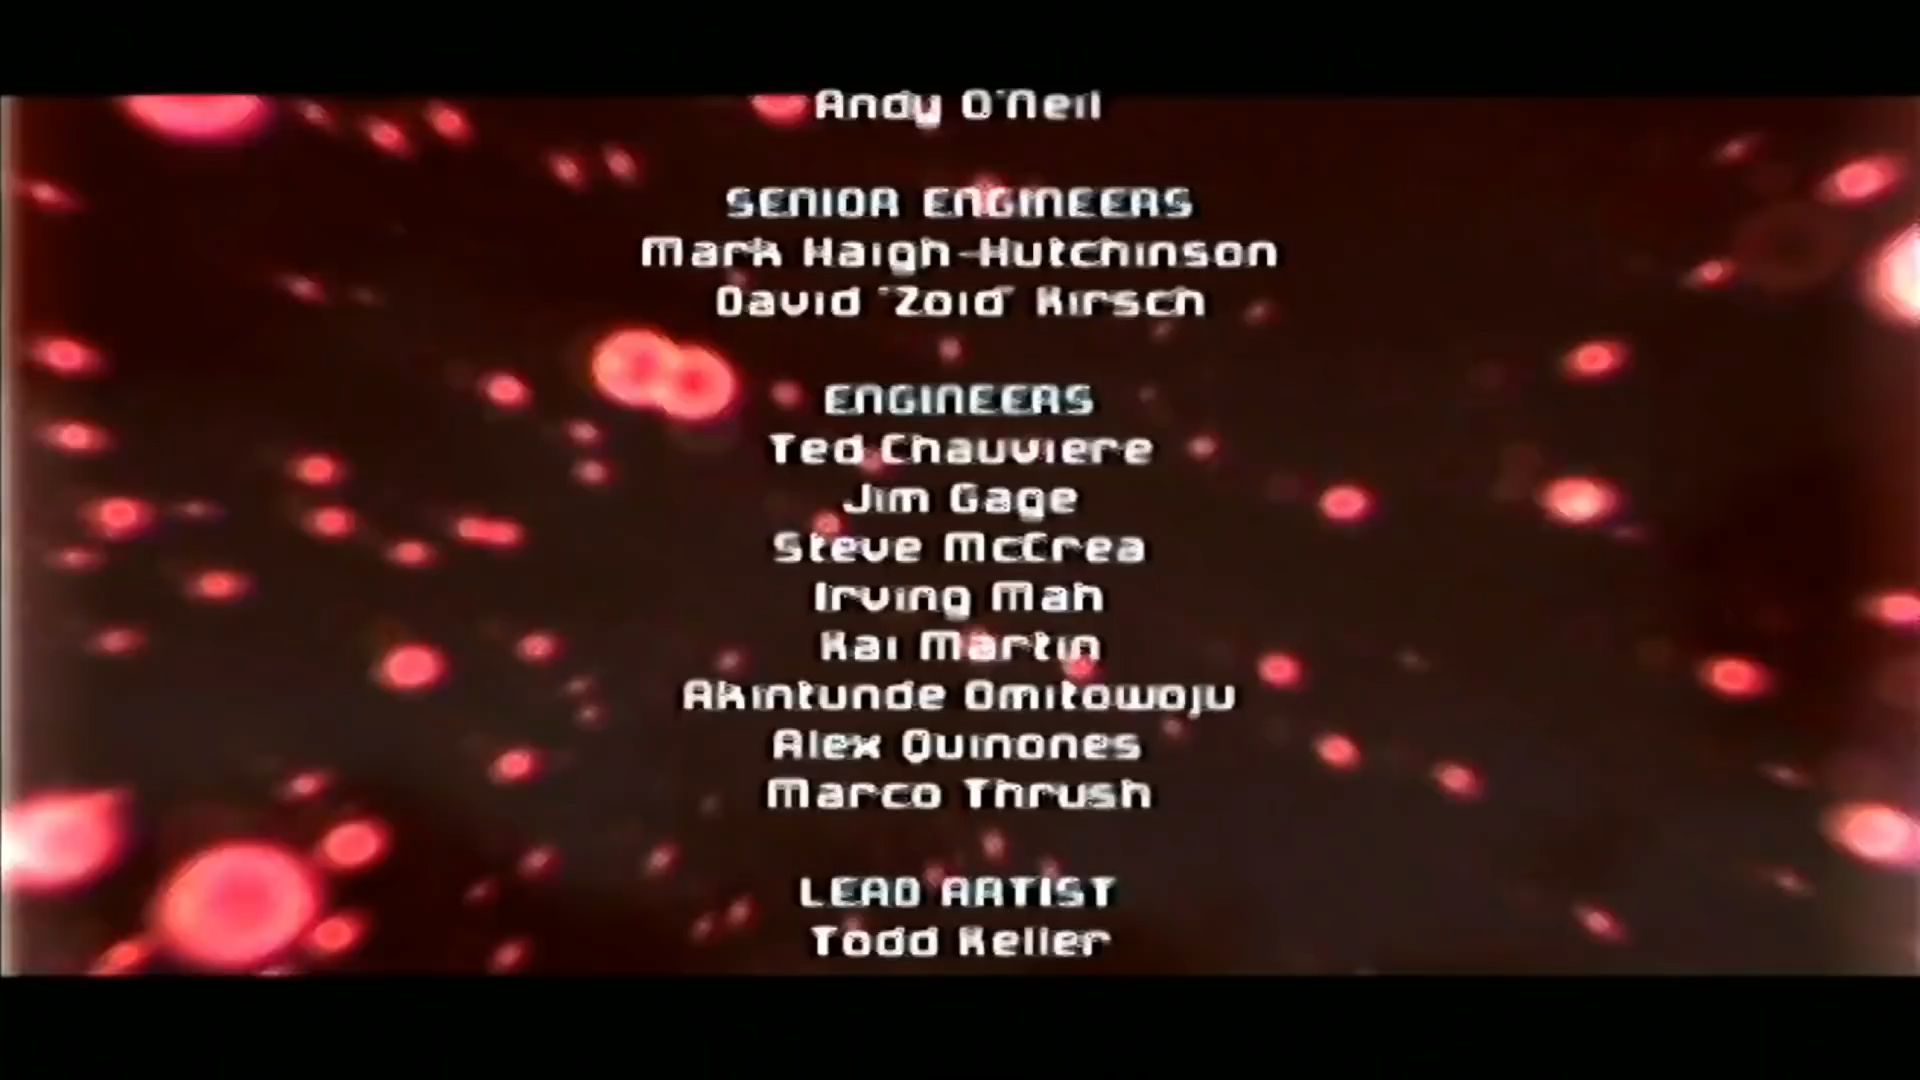 Andy O'Neil
SENIOR ENGINEERS
Mark Haigh-Hutchinson
David "Zoid" Kirsch
ENGINEERS
Ted Chauviere
Jim Gage
Steve McCrea
Irving Mah
Kai Martin
Akintunde Omitowoju
Alex Quinones
Marco Thrush
LEAD ARTIST
Todd Keller